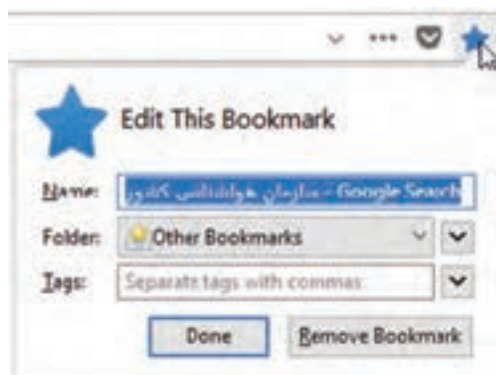 Edit This Bookmark
Name: سازمان هواشناسی کشور - Google Search
Folder: Other Bookmarks
Tags: Separate tags with commas
Done Remove Bookmark